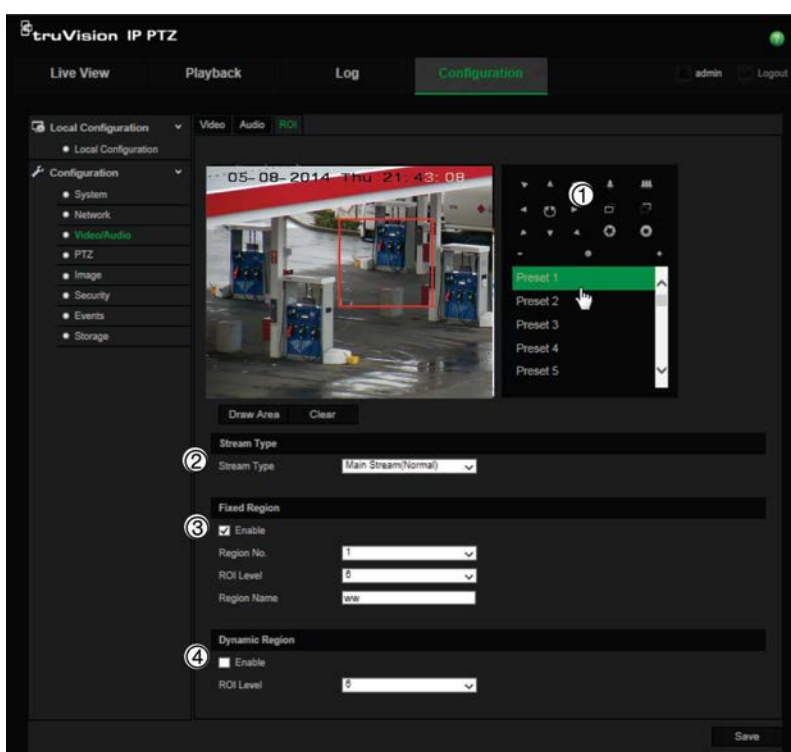 truVision IP PTZ
Live View Playback Log Configuration admin Logout
Local Configuration
Local Configuration
Configuration
System
Network
Video/Audio
PTZ
Image
Security
Events
Storage
Video Audio ROI
05-08-2014 Thu 21:43:08
①
Preset 1
Preset 2
Preset 3
Preset 4
Preset 5
Draw Area Clear
Stream Type
② Stream Type Main Stream(Normal)
Fixed Region
③ Enable
Region No. 1
ROI Level 6
Region Name ww
Dynamic Region
④ Enable
ROI Level 6
Save